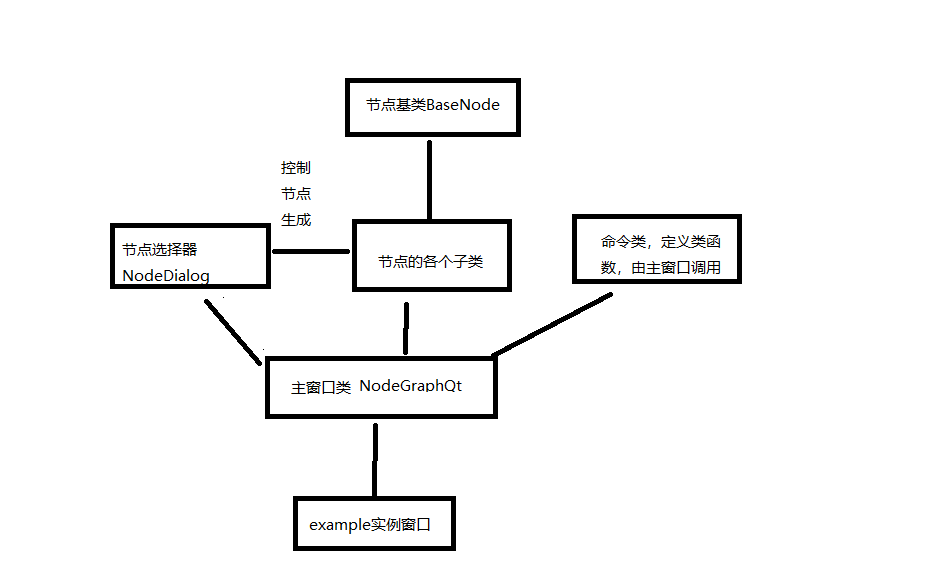 节点基类BaseNode
控制
节点
生成
节点选择器
NodeDialog
节点的各个子类
命令类，定义类函
数，由主窗口调用
主窗口类 NodeGraphQt
example实例窗口